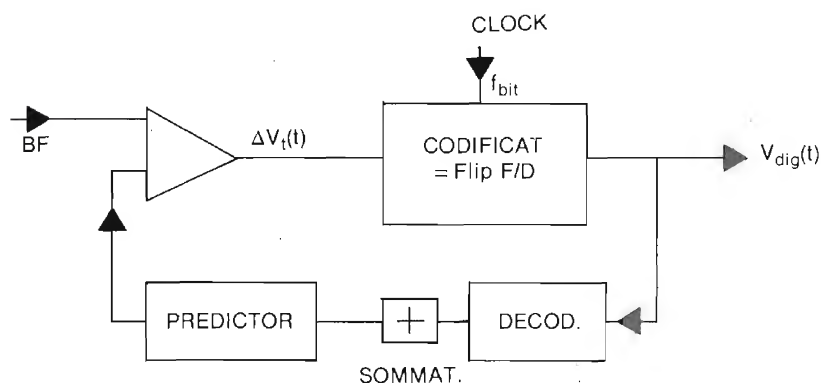 CLOCK
f_bit
BF
ΔV_t(t)
CODIFICAT
= Flip F/D
V_dig(t)
PREDICTOR
+
DECOD.
SOMMAT.